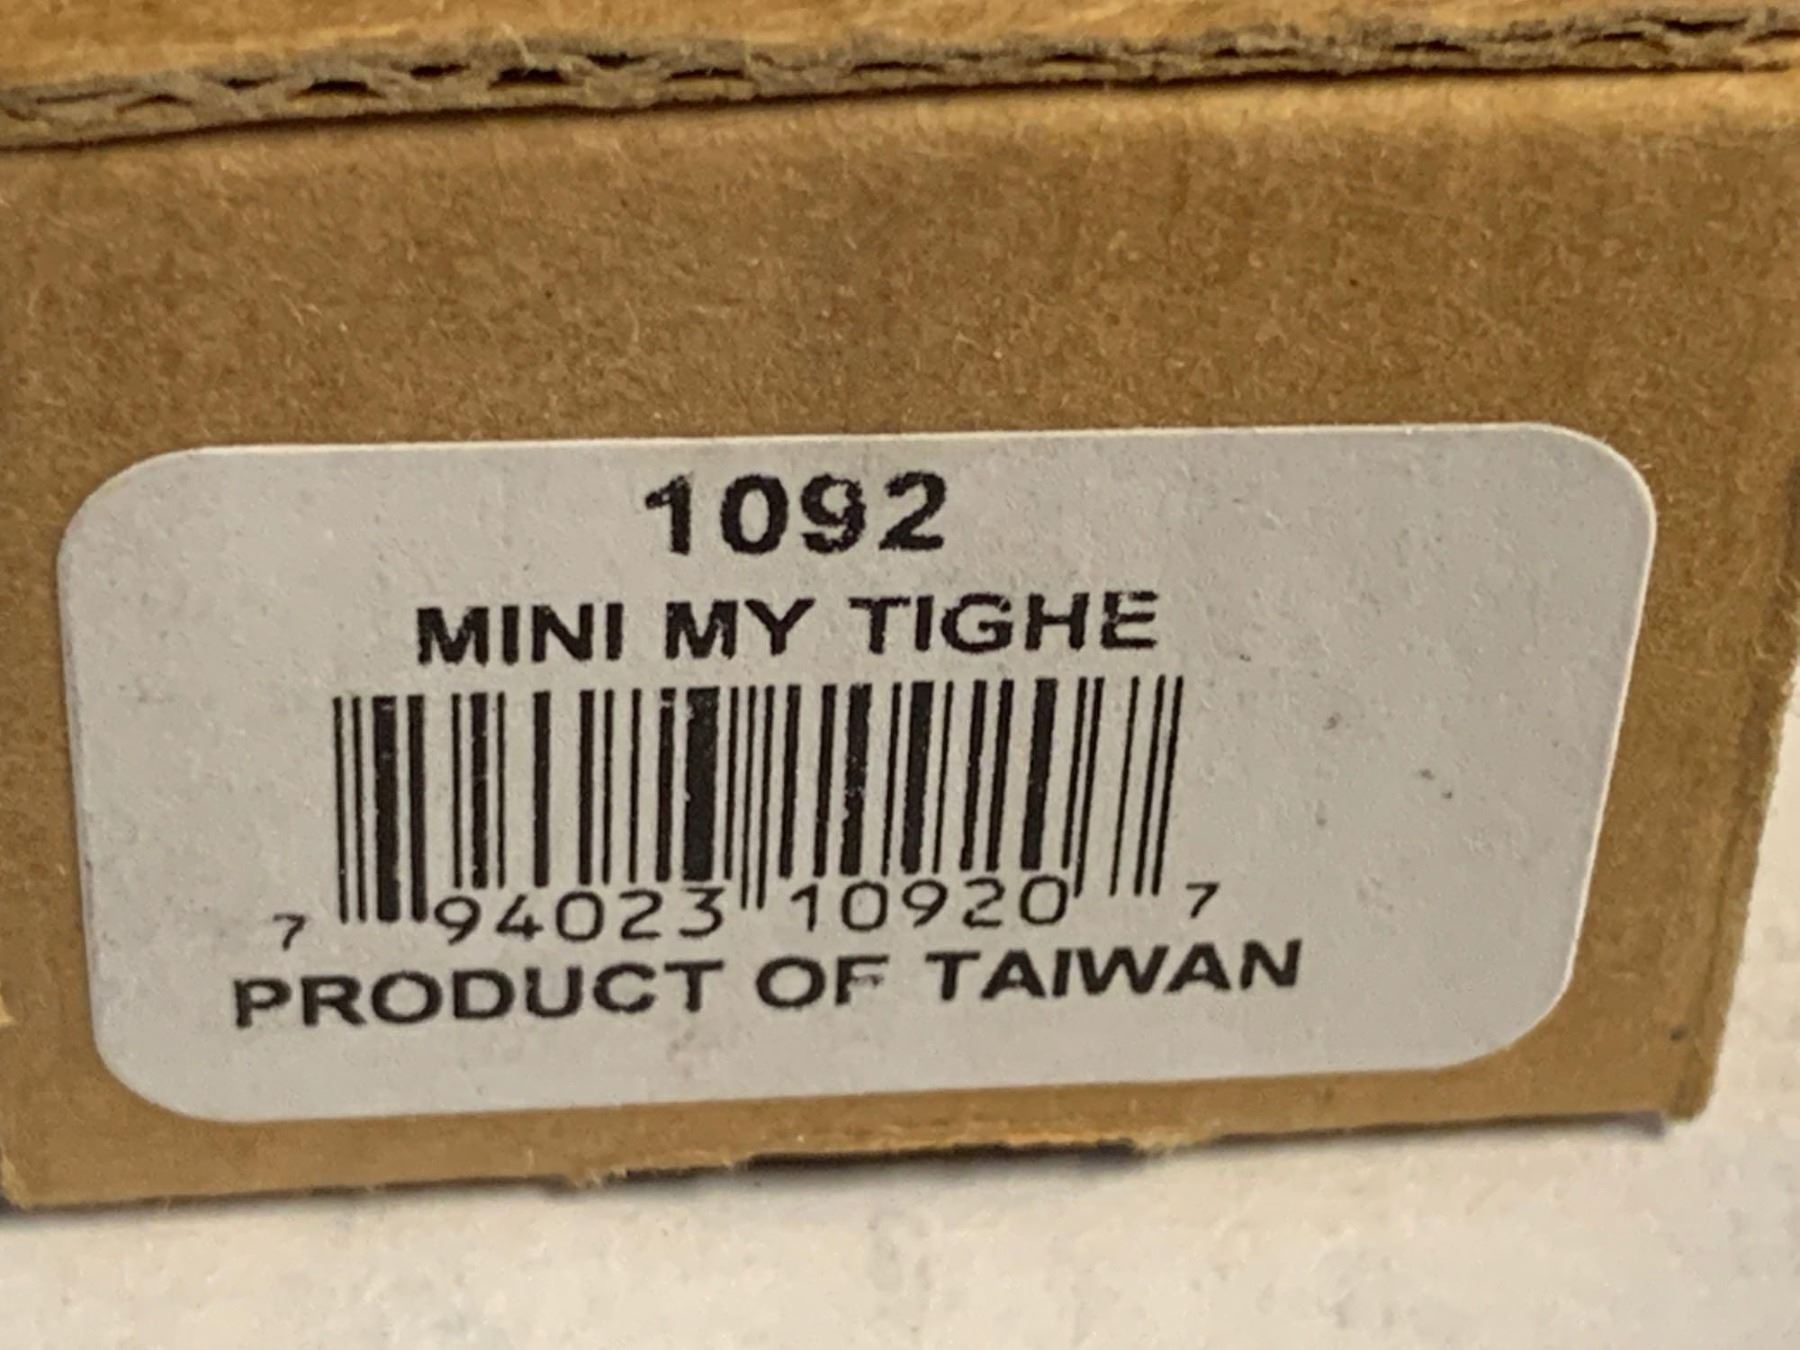 1092
MINI MY TIGHE
7 94023 10920 7
PRODUCT OF TAIWAN